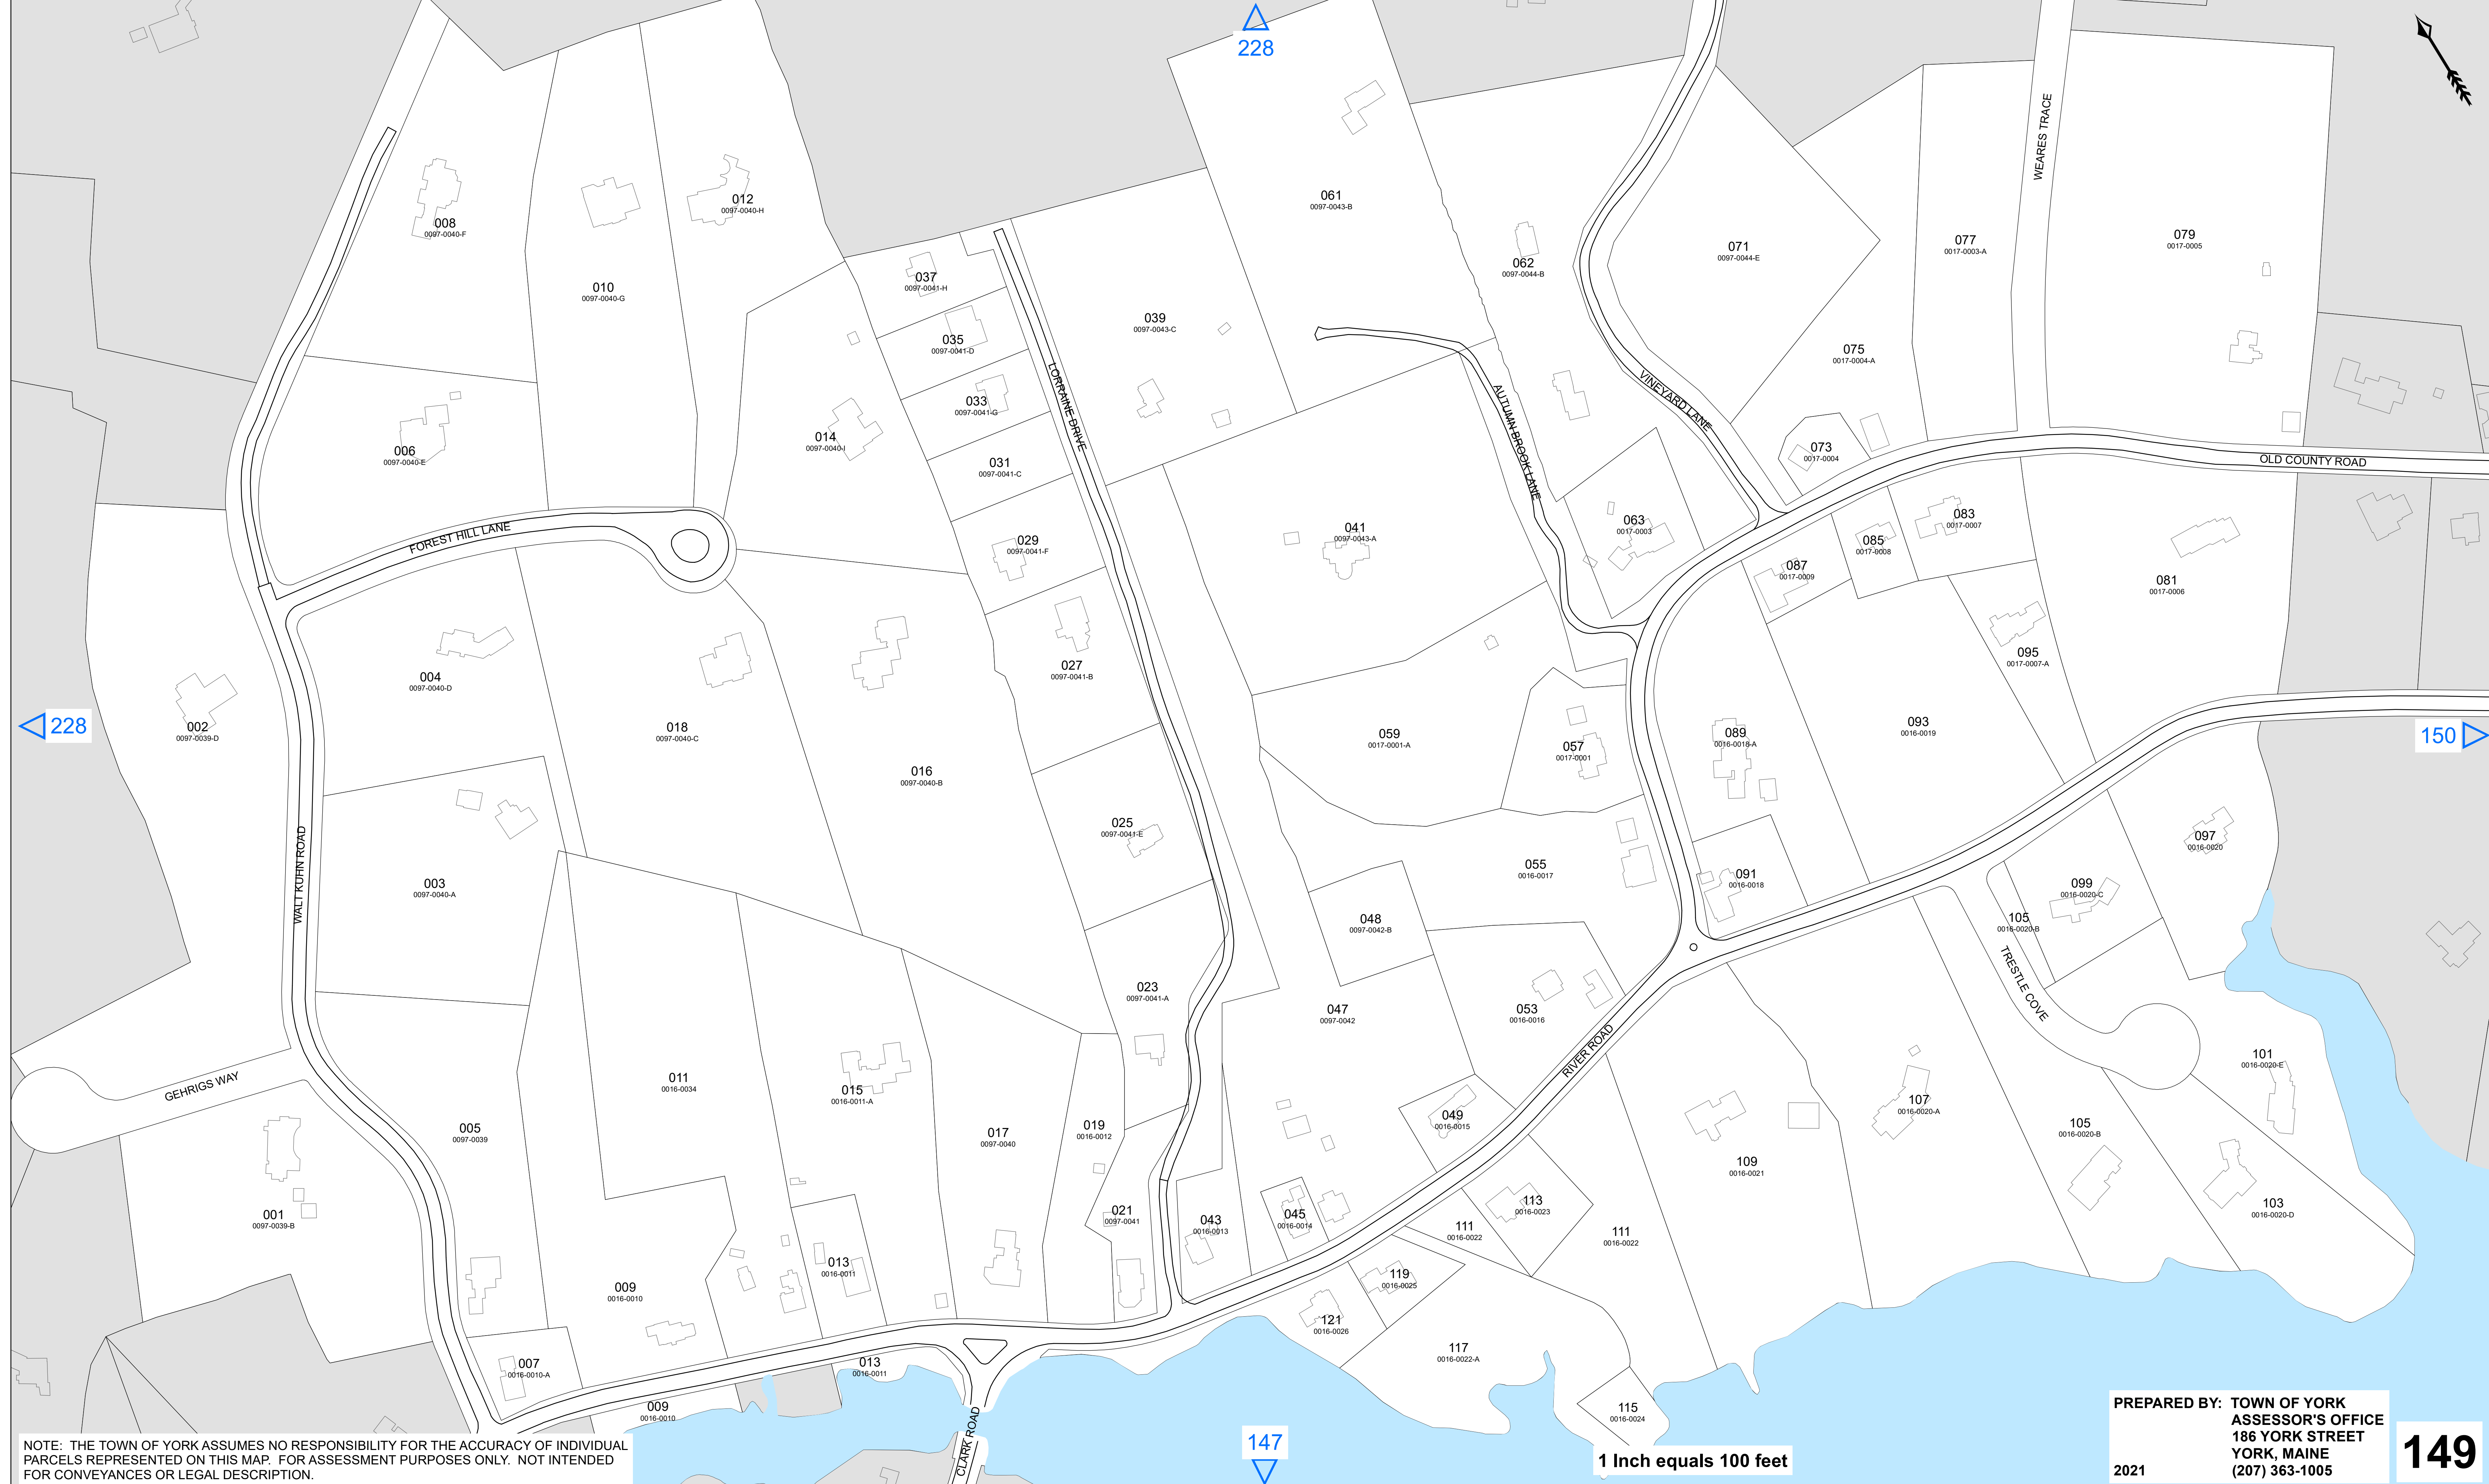 228
WEARES TRACE
061
0097-0043-B
012
0097-0040-H
008
0097-0040-F
079
0017-0005
077
0017-0003-A
071
0097-0044-E
062
0097-0044-B
037
0097-0041-H
010
0097-0040-G
039
0097-0043-C
035
0097-0041-D
075
0017-0004-A
LORRAINE DRIVE
033
0097-0041-G
VINEYARD LANE
AUTUMN BROOK LANE
014
0097-0040-I
006
0097-0040-E
073
0017-0004
OLD COUNTY ROAD
031
0097-0041-C
FOREST HILL LANE
063
0017-0003
041
0097-0043-A
083
0017-0007
029
0097-0041-F
085
0017-0008
087
0017-0009
081
0017-0006
095
0017-0007-A
027
0097-0041-B
004
0097-0040-D
228
002
0097-0039-D
018
0097-0040-C
093
0016-0019
089
0016-0018-A
059
0017-0001-A
057
0017-0001
150
016
0097-0040-B
025
0097-0041-E
097
0016-0020
WALT KUHN ROAD
055
0016-0017
091
0016-0018
003
0097-0040-A
099
0016-0020-C
048
0097-0042-B
105
0016-0020-B
TRESTLE COVE
023
0097-0041-A
047
0097-0042
053
0016-0016
RIVER ROAD
101
0016-0020-E
GEHRIGS WAY
011
0016-0034
015
0016-0011-A
107
0016-0020-A
049
0016-0015
005
0097-0039
017
0097-0040
019
0016-0012
105
0016-0020-B
109
0016-0021
113
0016-0023
103
0016-0020-D
001
0097-0039-B
021
0097-0041
043
0016-0013
045
0016-0014
111
0016-0022
111
0016-0022
013
0016-0011
119
0016-0025
009
0016-0010
121
0016-0026
117
0016-0022-A
007
0016-0010-A
013
0016-0011
009
0016-0010
115
0016-0024
CLARK ROAD
147
NOTE: THE TOWN OF YORK ASSUMES NO RESPONSIBILITY FOR THE ACCURACY OF INDIVIDUAL
PARCELS REPRESENTED ON THIS MAP. FOR ASSESSMENT PURPOSES ONLY. NOT INTENDED
FOR CONVEYANCES OR LEGAL DESCRIPTION.
1 Inch equals 100 feet
PREPARED BY: TOWN OF YORK
ASSESSOR'S OFFICE
186 YORK STREET
YORK, MAINE
2021 (207) 363-1005
149